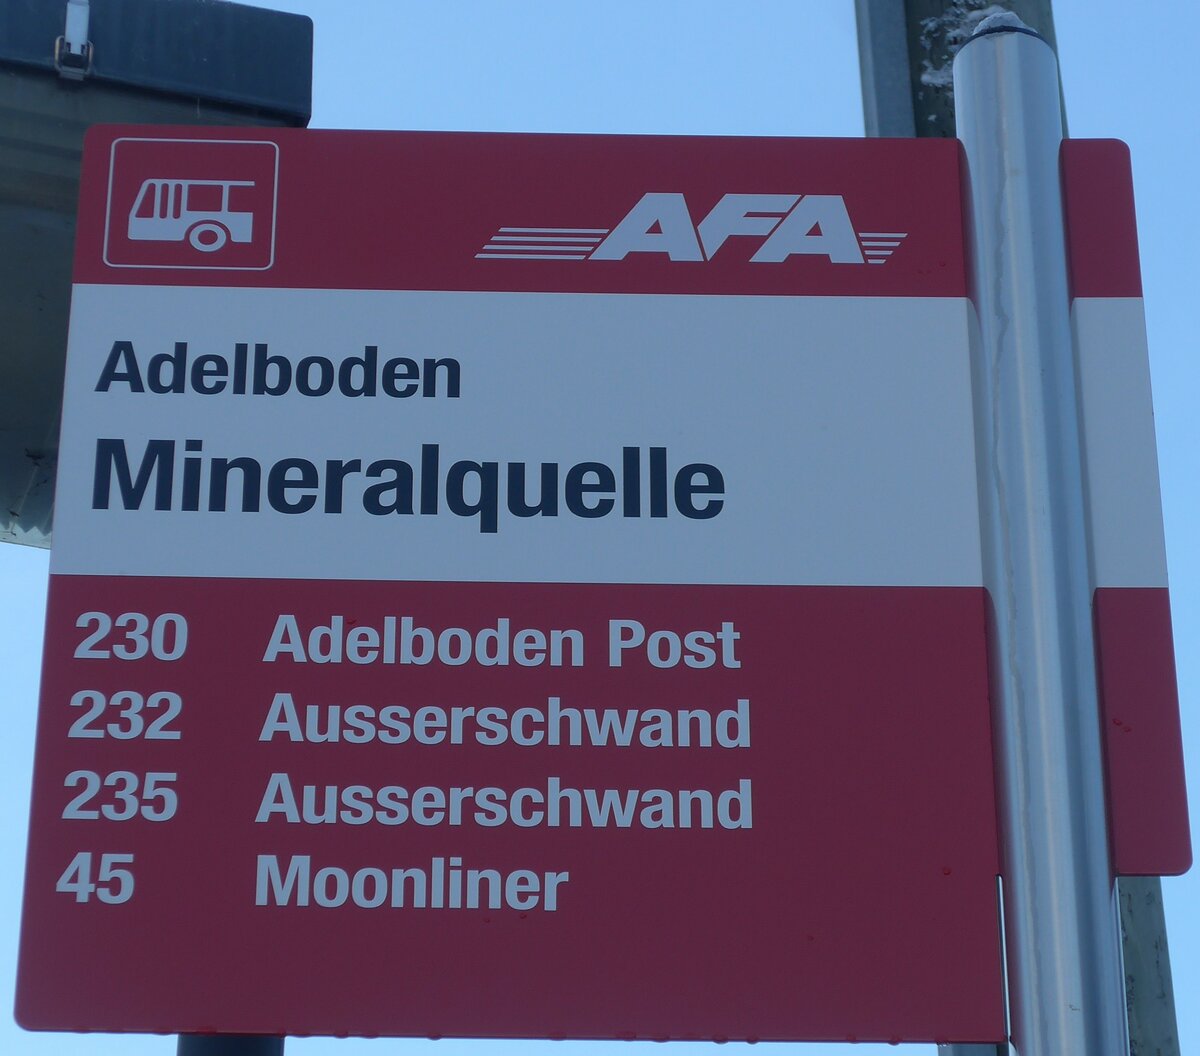 AFA
Adelboden
Mineralquelle
230 Adelboden Post
232 Ausserschwand
235 Ausserschwand
45 Moonliner